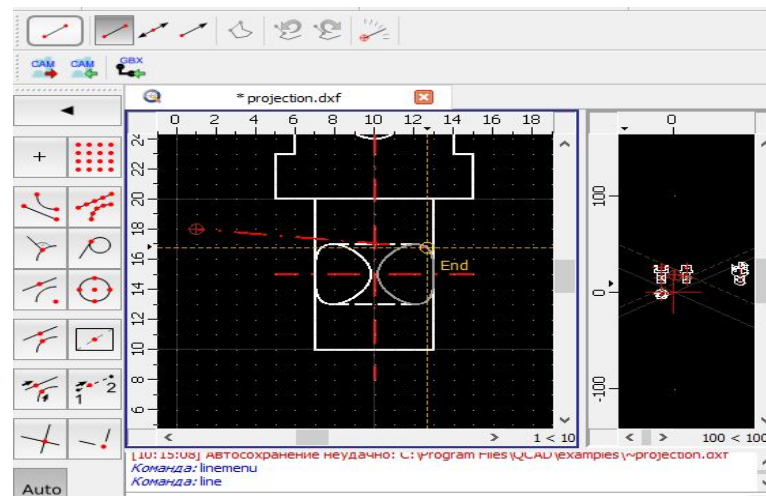 CAM CAM GBX
* projection.dxf
0 2 4 6 8 10 12 14 16 18
0
22
20
18
16
14
12
10
6
End
100
0
-100
1 < 10
100 < 100
1 2
Auto
[10:15:08] Автосохранение неудачно: C:\Program Files\QCAD\examples\~projection.dxf
Команда: linemenu
Команда: line